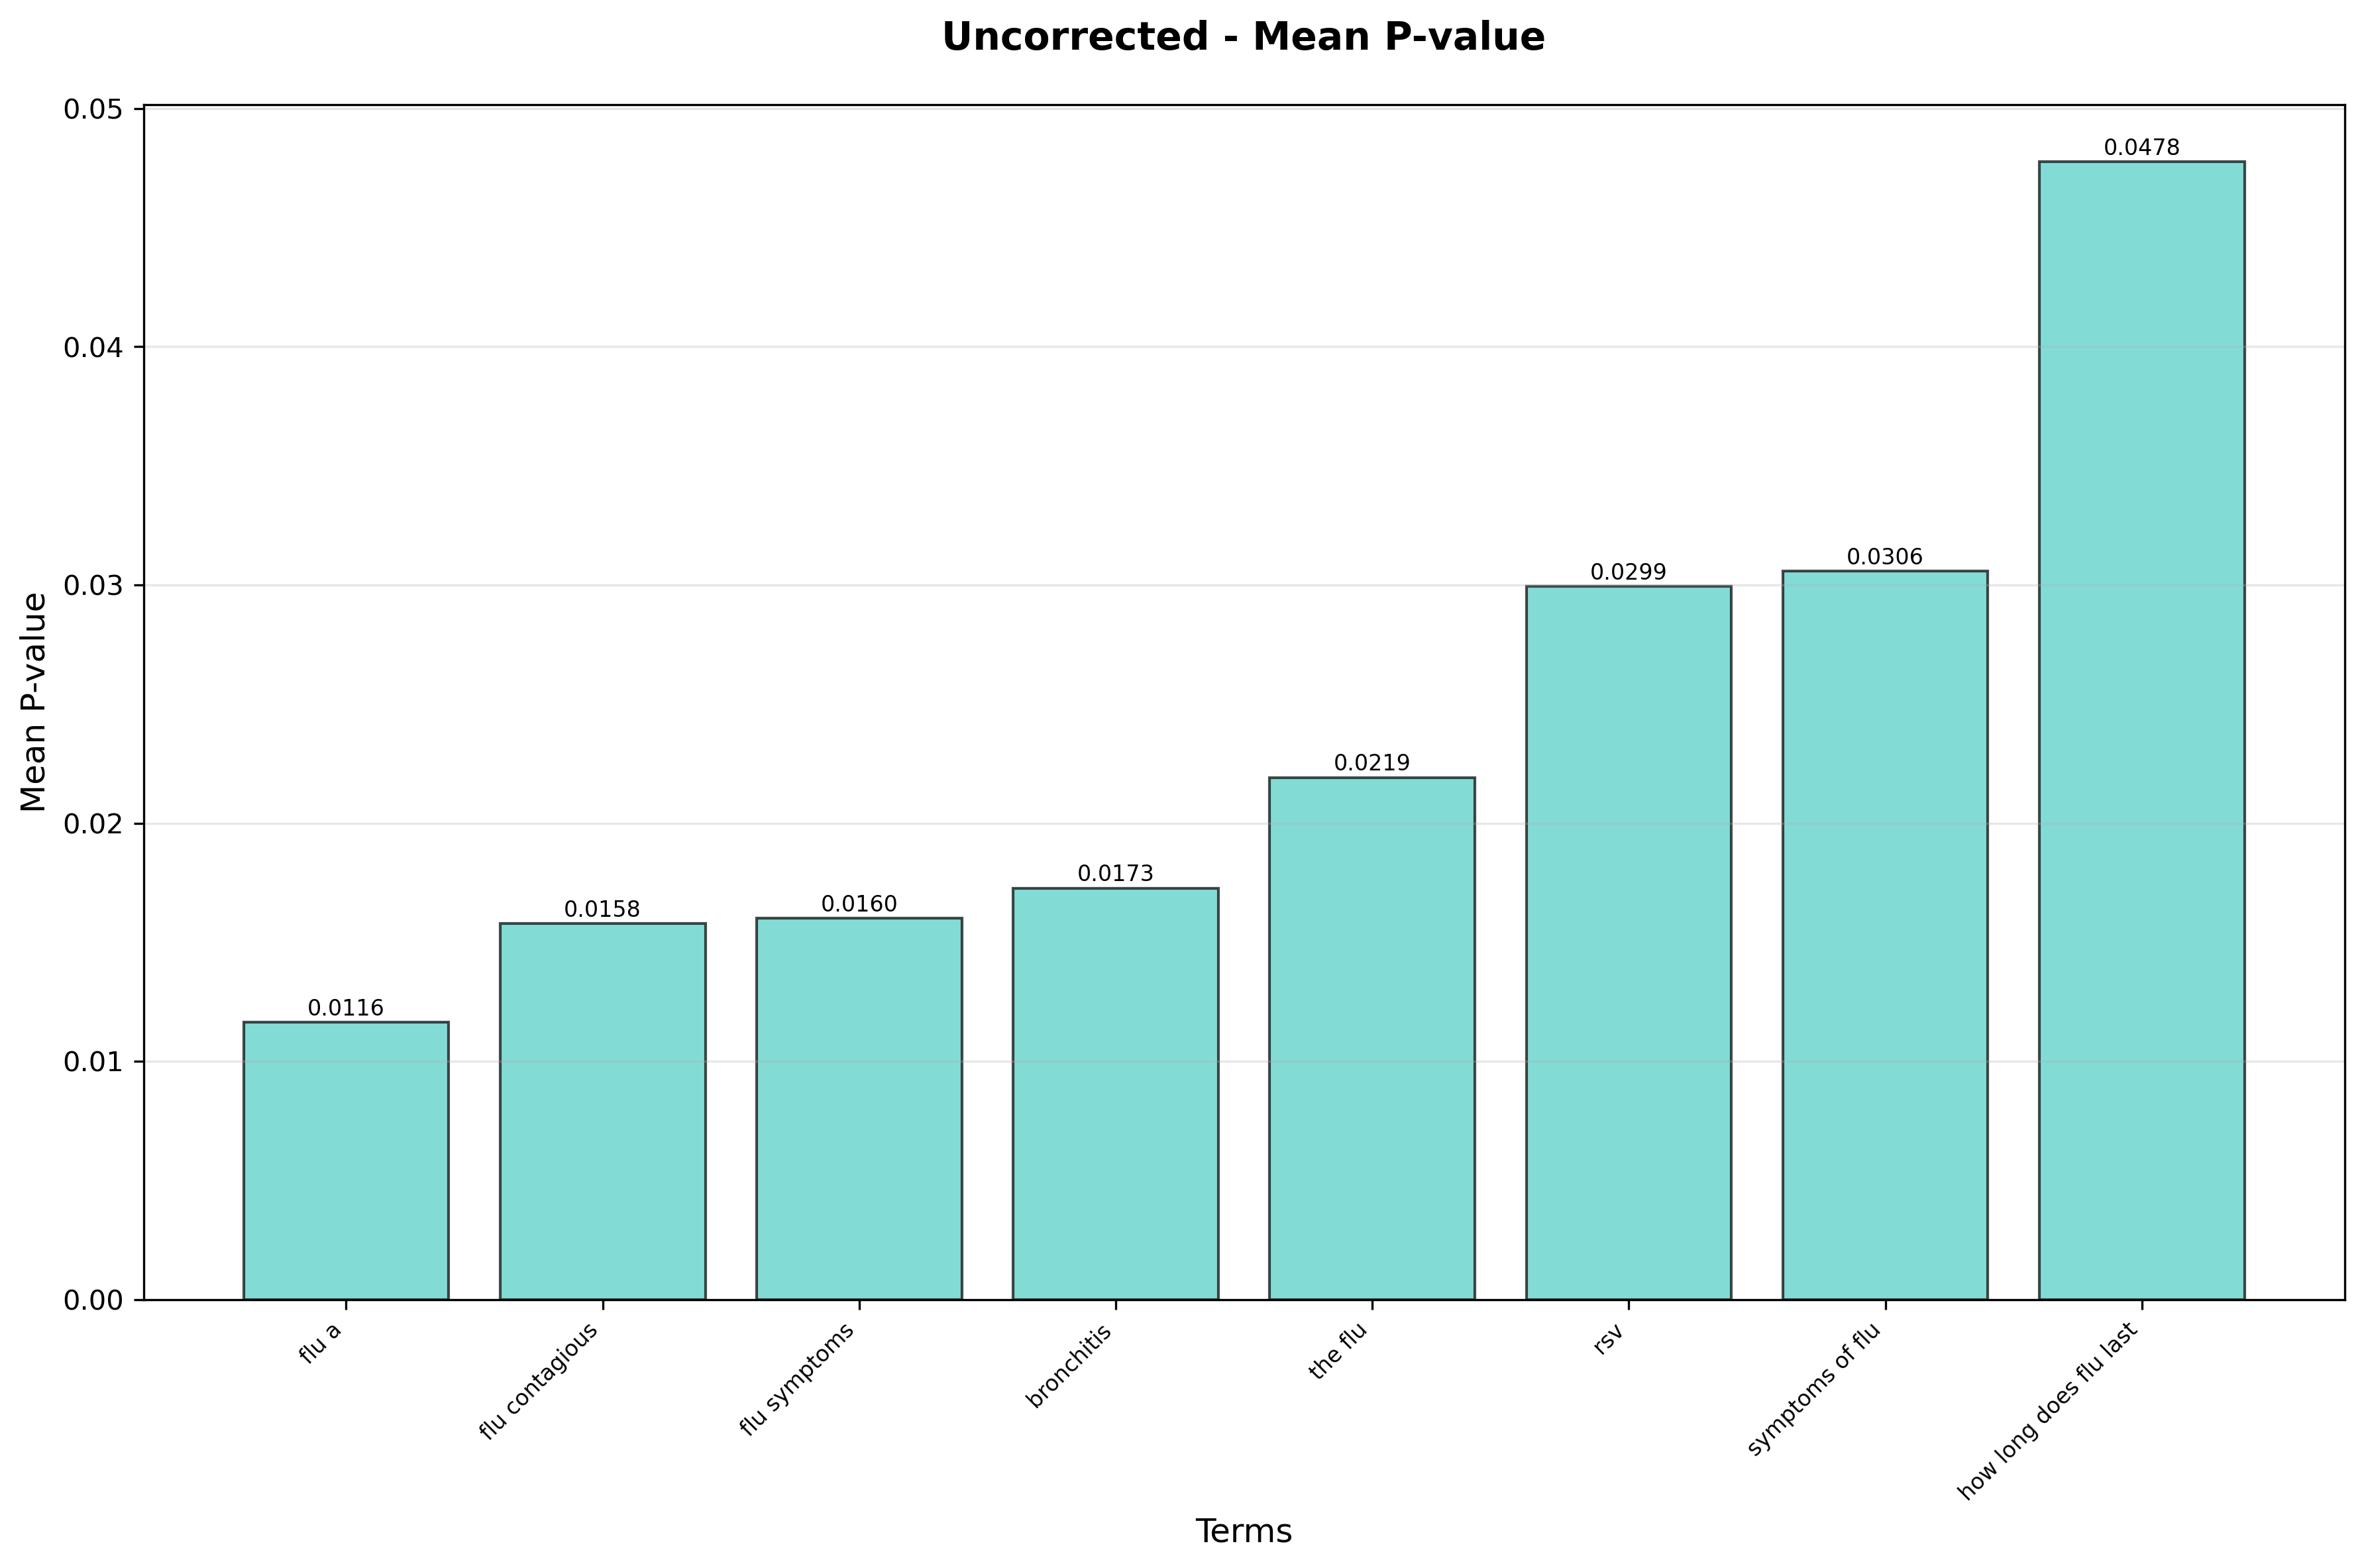 Uncorrected - Mean P-value
0.05
0.04
0.03
0.02
0.01
0.00
Mean P-value
0.0116
0.0158
0.0160
0.0173
0.0219
0.0299
0.0306
0.0478
flu a
flu contagious
flu symptoms
bronchitis
the flu
rsv
symptoms of flu
how long does flu last
Terms